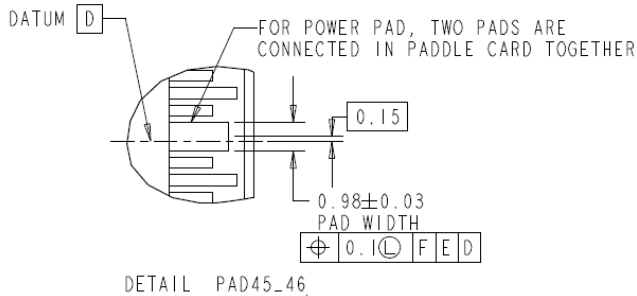 DATUM D
FOR POWER PAD, TWO PADS ARE
CONNECTED IN PADDLE CARD TOGETHER
0.15
0.98±0.03
PAD WIDTH
⌖ 0.1Ⓛ F E D
DETAIL PAD45_46